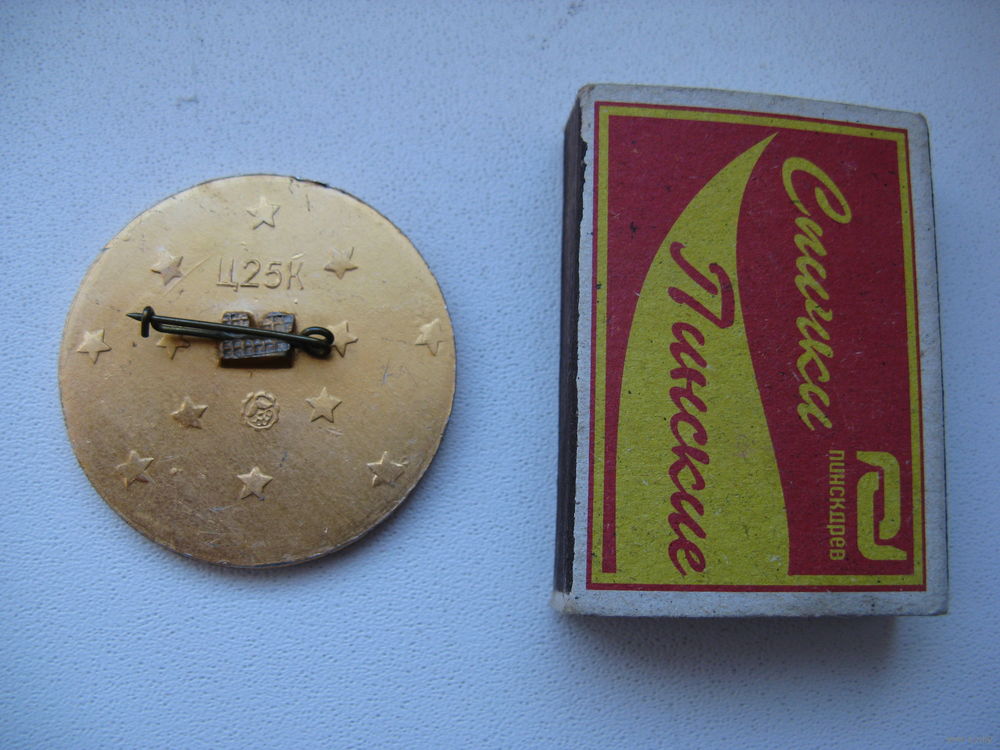 Ц25К
Спички
Пинские
пинскдрев